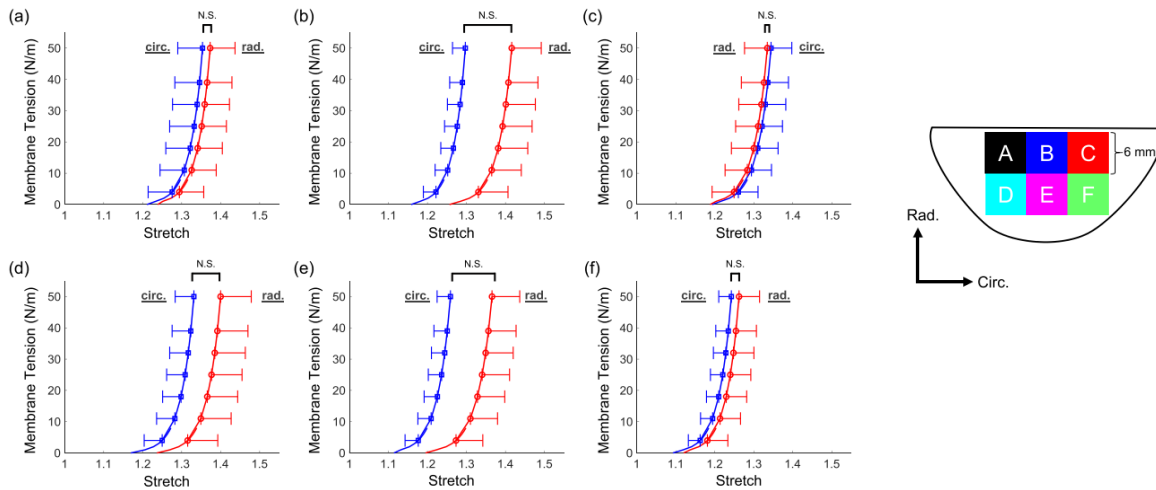 (a)
N.S.
circ.
rad.
Membrane Tension (N/m)
50
40
30
20
10
0
1 1.1 1.2 1.3 1.4 1.5
Stretch
(b)
N.S.
circ.
rad.
Membrane Tension (N/m)
50
40
30
20
10
0
1 1.1 1.2 1.3 1.4 1.5
Stretch
(c)
N.S.
rad.
circ.
Membrane Tension (N/m)
50
40
30
20
10
0
1 1.1 1.2 1.3 1.4 1.5
Stretch
A B C
6 mm
D E F
Rad.
Circ.
(d)
N.S.
circ.
rad.
Membrane Tension (N/m)
50
40
30
20
10
0
1 1.1 1.2 1.3 1.4 1.5
Stretch
(e)
N.S.
circ.
rad.
Membrane Tension (N/m)
50
40
30
20
10
0
1 1.1 1.2 1.3 1.4 1.5
Stretch
(f)
N.S.
circ.
rad.
Membrane Tension (N/m)
50
40
30
20
10
0
1 1.1 1.2 1.3 1.4 1.5
Stretch